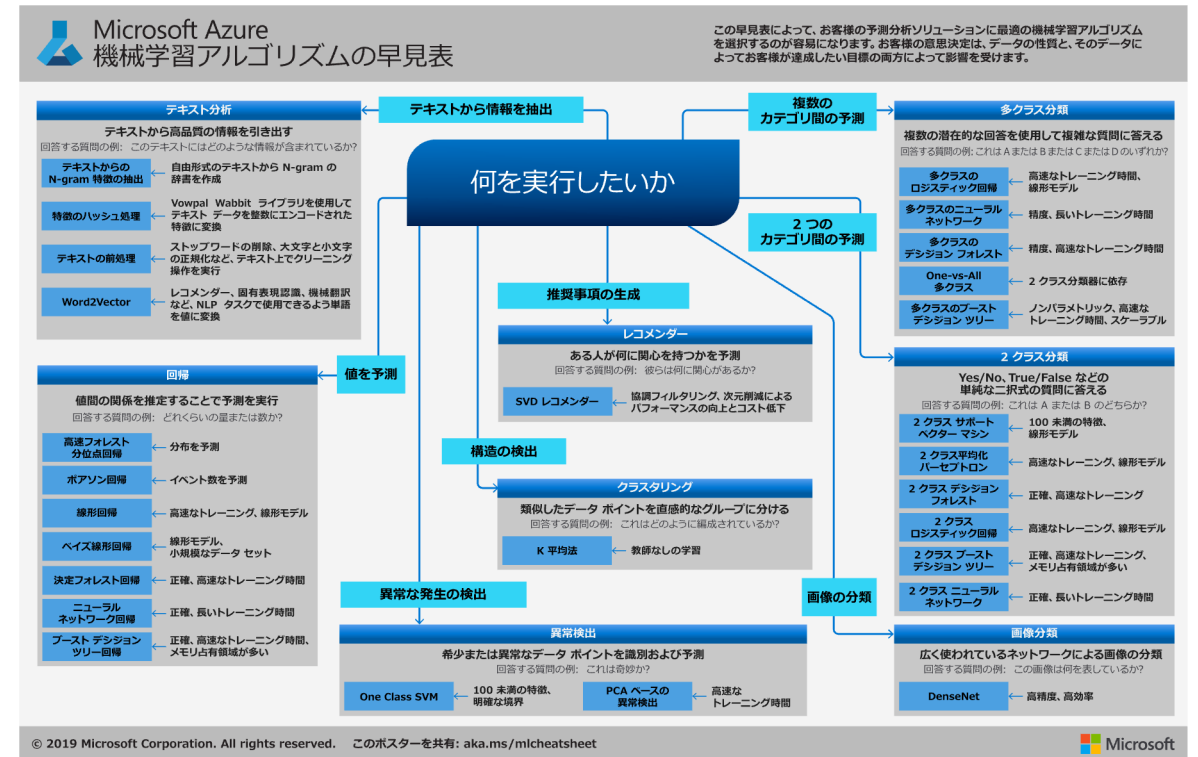 Microsoft Azure
機械学習アルゴリズムの早見表
この早見表によって、お客様の予測分析ソリューションに最適の機械学習アルゴリズム
を選択するのが容易になります。お客様の意思決定は、データの性質と、そのデータに
よってお客様が達成したい目標の両方によって影響を受けます。
何を実行したいか
テキストから情報を抽出
テキスト分析
テキストから高品質の情報を引き出す
回答する質問の例: このテキストにはどのような情報が含まれているか?
テキストからの
N-gram 特徴の抽出
自由形式のテキストから N-gram の
辞書を作成
特徴のハッシュ処理
Vowpal Wabbit ライブラリを使用して
テキスト データを整数にエンコードされた
特徴に変換
テキストの前処理
ストップワードの削除、大文字と小文字
の正規化など、テキスト上でクリーニング
操作を実行
Word2Vector
レコメンダー、固有表現認識、機械翻訳
など、NLP タスクで使用できるよう単語
を値に変換
値を予測
回帰
値間の関係を推定することで予測を実行
回答する質問の例: どれくらいの量または数か?
高速フォレスト
分位点回帰
分布を予測
ポアソン回帰
イベント数を予測
線形回帰
高速なトレーニング、線形モデル
ベイズ線形回帰
線形モデル、
小規模なデータ セット
決定フォレスト回帰
正確、高速なトレーニング時間
ニューラル
ネットワーク回帰
正確、長いトレーニング時間
ブースト デシジョン
ツリー回帰
正確、高速なトレーニング時間、
メモリ占有領域が多い
推奨事項の生成
レコメンダー
ある人が何に関心を持つかを予測
回答する質問の例: 彼らは何に関心があるか?
SVD レコメンダー
協調フィルタリング、次元削減による
パフォーマンスの向上とコスト低下
構造の検出
クラスタリング
類似したデータ ポイントを直感的なグループに分ける
回答する質問の例: これはどのように編成されているか?
K 平均法
教師なしの学習
異常な発生の検出
異常検出
希少または異常なデータ ポイントを識別および予測
回答する質問の例: これは奇妙か?
One Class SVM
100 未満の特徴、
明確な境界
PCA ベースの
異常検出
高速な
トレーニング時間
複数の
カテゴリ間の予測
多クラス分類
複数の潜在的な回答を使用して複雑な質問に答える
回答する質問の例: これは A または B または C または D のいずれか?
多クラスの
ロジスティック回帰
高速なトレーニング時間、
線形モデル
多クラスのニューラル
ネットワーク
精度、長いトレーニング時間
多クラスの
デシジョン フォレスト
精度、高速なトレーニング時間
One-vs-All
多クラス
2 クラス分類器に依存
多クラスのブースト
デシジョン ツリー
ノンパラメトリック、高速な
トレーニング時間、スケーラブル
2 つの
カテゴリ間の予測
2 クラス分類
Yes/No、True/False などの
単純な二択式の質問に答える
回答する質問の例: これは A または B のどちらか?
2 クラス サポート
ベクター マシン
100 未満の特徴、
線形モデル
2 クラス平均化
パーセプトロン
高速なトレーニング、線形モデル
2 クラス デシジョン
フォレスト
正確、高速なトレーニング
2 クラス
ロジスティック回帰
高速なトレーニング、線形モデル
2 クラス ブースト
デシジョン ツリー
正確、高速なトレーニング、
メモリ占有領域が多い
2 クラス ニューラル
ネットワーク
正確、長いトレーニング時間
画像の分類
画像分類
広く使われているネットワークによる画像の分類
回答する質問の例: この画像は何を表しているか?
DenseNet
高精度、高効率
© 2019 Microsoft Corporation. All rights reserved. このポスターを共有: aka.ms/mlcheatsheet
Microsoft